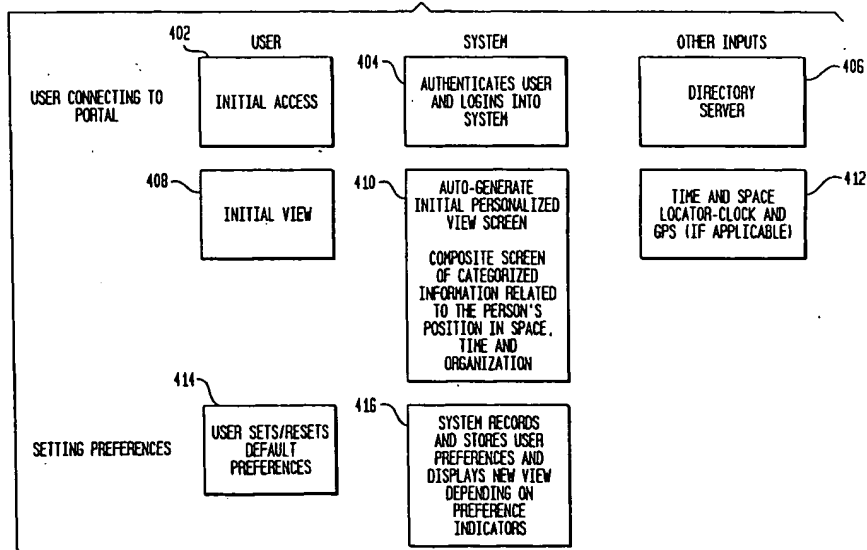 402
USER
SYSTEM
OTHER INPUTS
USER CONNECTING TO
PORTAL
INITIAL ACCESS
404
AUTHENTICATES USER
AND LOGINS INTO
SYSTEM
406
DIRECTORY
SERVER
408
INITIAL VIEW
410
AUTO-GENERATE
INITIAL PERSONALIZED
VIEW SCREEN
COMPOSITE SCREEN
OF CATEGORIZED
INFORMATION RELATED
TO THE PERSON'S
POSITION IN SPACE,
TIME AND
ORGANIZATION
412
TIME AND SPACE
LOCATOR-CLOCK AND
GPS (IF APPLICABLE)
SETTING PREFERENCES
414
USER SETS/RESETS
DEFAULT
PREFERENCES
416
SYSTEM RECORDS
AND STORES USER
PREFERENCES AND
DISPLAYS NEW VIEW
DEPENDING ON
PREFERENCE
INDICATORS